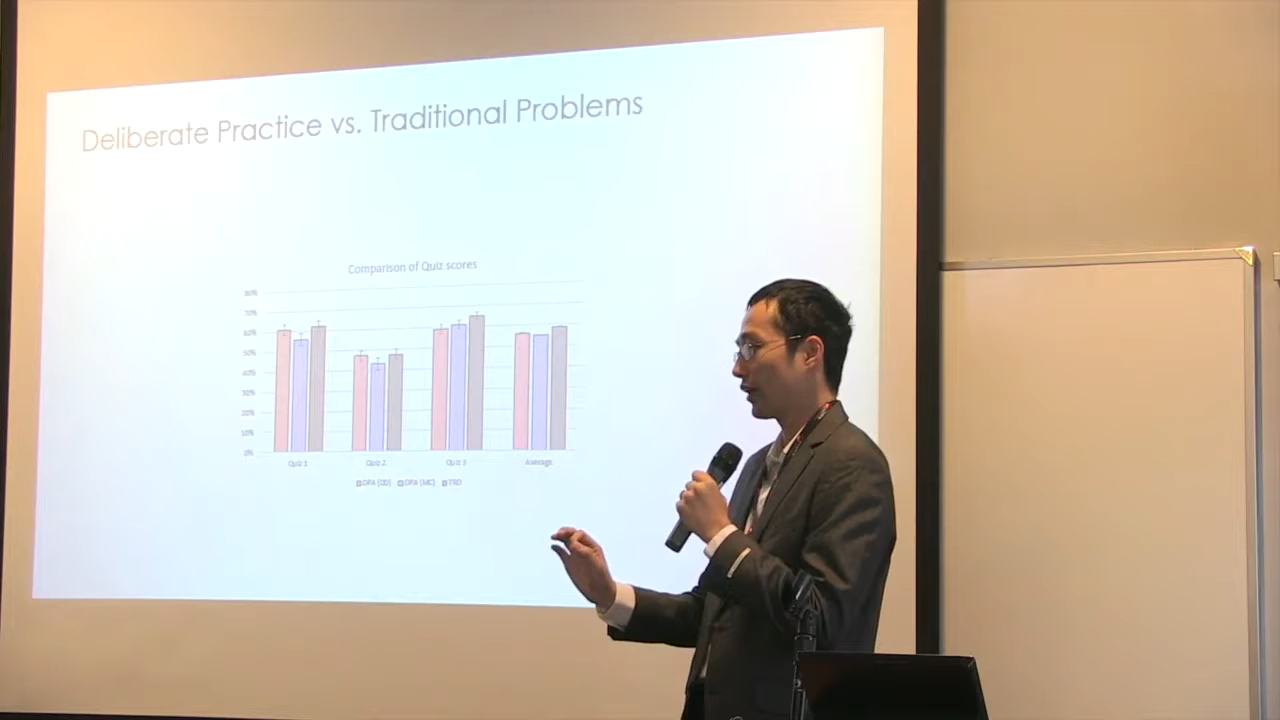 Deliberate Practice vs. Traditional Problems
Comparison of Quiz scores
80%
70%
60%
50%
40%
30%
20%
10%
0%
Quiz 1 Quiz 2 Quiz 3 Average
DPA (DD) DPA (MC) TRD